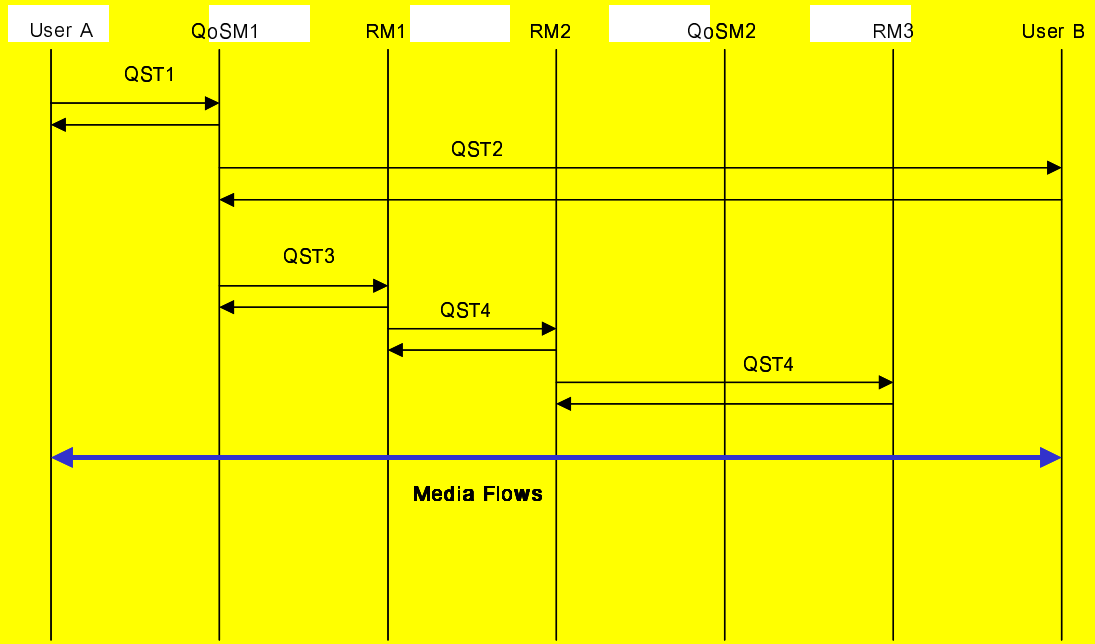 User A QoSM1 RM1 RM2 QoSM2 RM3 User B
QST1
QST2
QST3
QST4
QST4
Media Flows